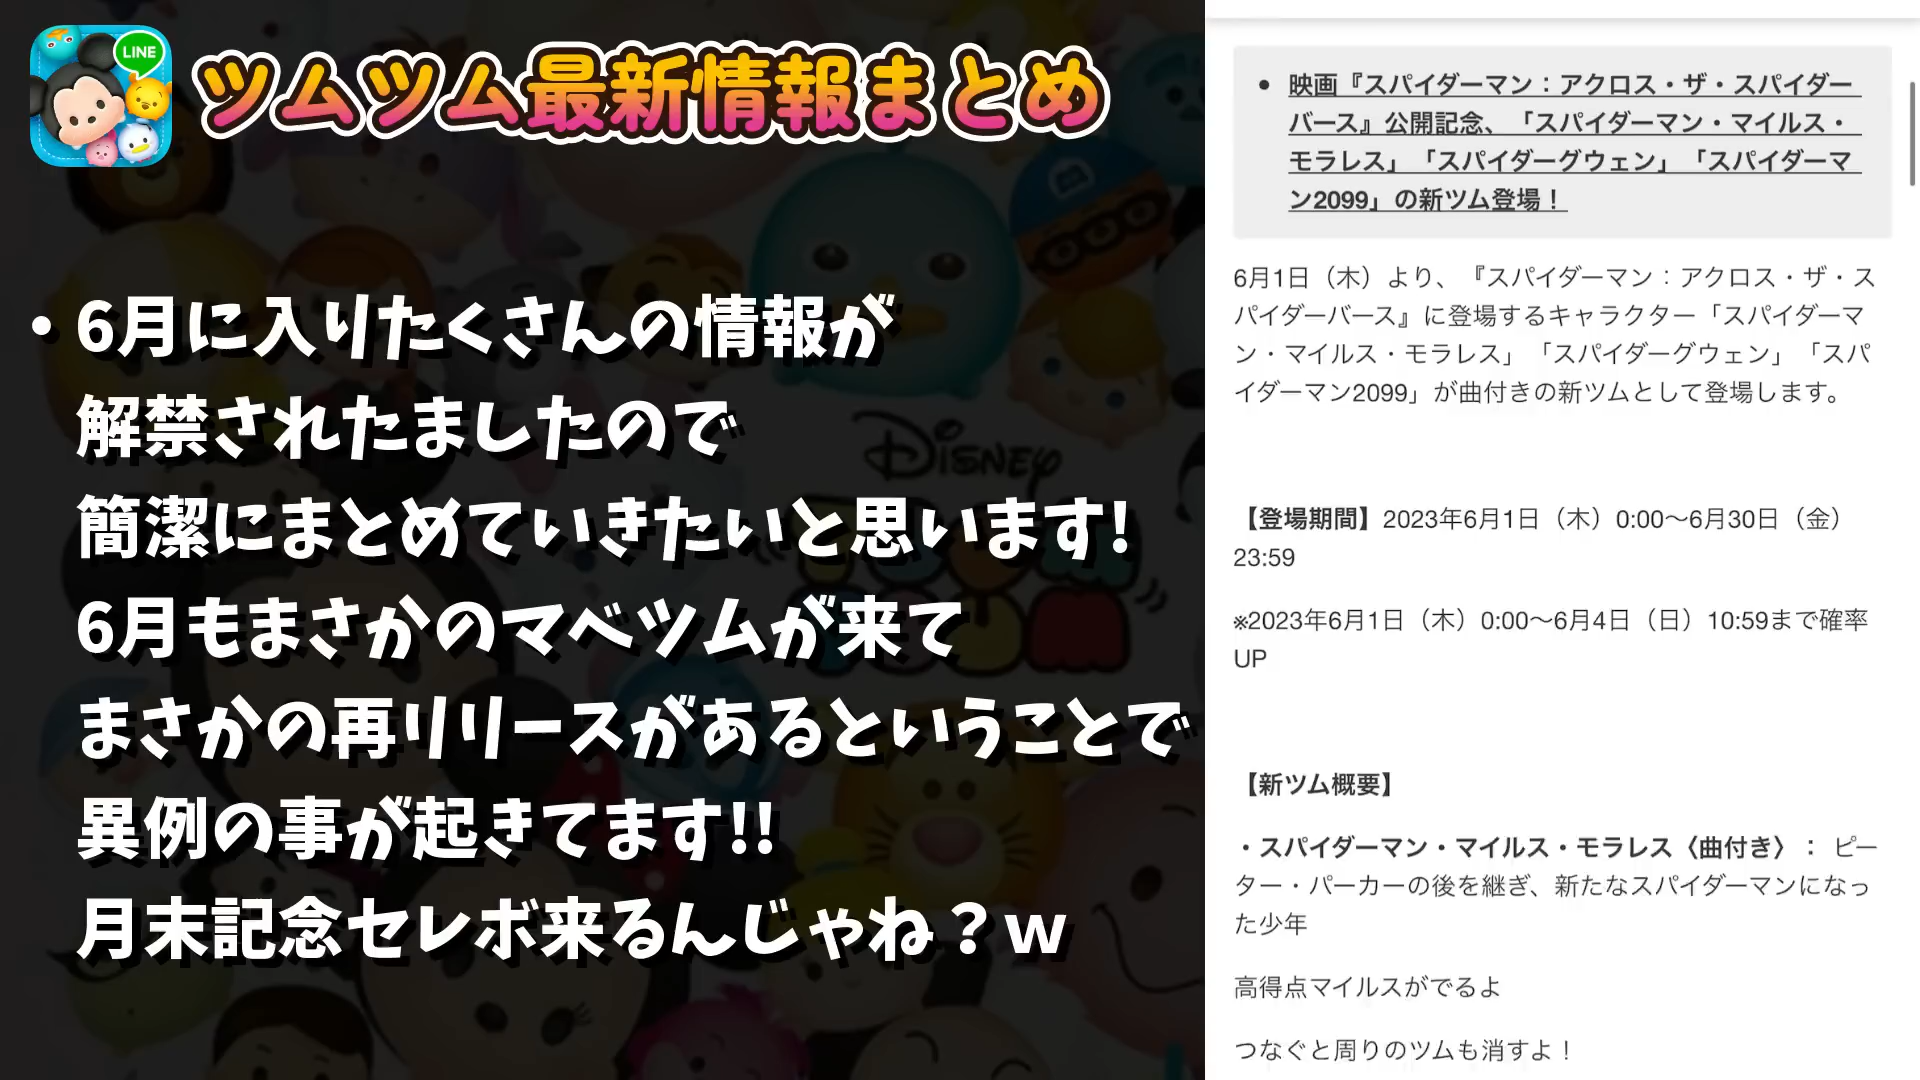 LINE
ツムツム最新情報まとめ
・6月に入りたくさんの情報が
解禁されたましたので
簡潔にまとめていきたいと思います!
6月もまさかのマベツムが来て
まさかの再リリースがあるということで
異例の事が起きてます!!
月末記念セレボ来るんじゃね？w
Disney
• 映画『スパイダーマン：アクロス・ザ・スパイダー
バース』公開記念、「スパイダーマン・マイルス・
モラレス」「スパイダーグウェン」「スパイダーマ
ン2099」の新ツム登場！
6月1日（木）より、『スパイダーマン：アクロス・ザ・ス
パイダーバース』に登場するキャラクター「スパイダーマ
ン・マイルス・モラレス」「スパイダーグウェン」「スパ
イダーマン2099」が曲付きの新ツムとして登場します。
【登場期間】2023年6月1日（木）0:00〜6月30日（金）
23:59
※2023年6月1日（木）0:00〜6月4日（日）10:59まで確率
UP
【新ツム概要】
・スパイダーマン・マイルス・モラレス〈曲付き〉： ピー
ター・パーカーの後を継ぎ、新たなスパイダーマンになっ
た少年
高得点マイルスがでるよ
つなぐと周りのツムも消すよ！